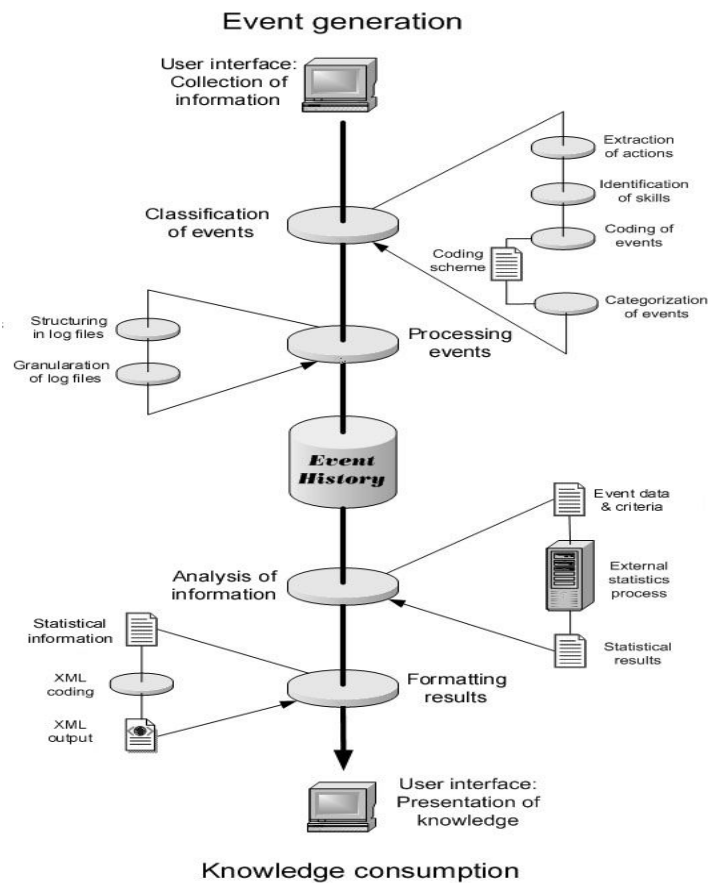 Event generation
User interface:
Collection of
information
Extraction
of actions
Identification
of skills
Classification
of events
Coding of
events
Coding
scheme
Categorization
of events
Structuring
in log files
Processing
events
Granularation
of log files
Event
History
Event data
& criteria
Analysis of
information
External
statistics
process
Statistical
information
Statistical
results
XML
coding
Formatting
results
XML
output
User interface:
Presentation of
knowledge
Knowledge consumption